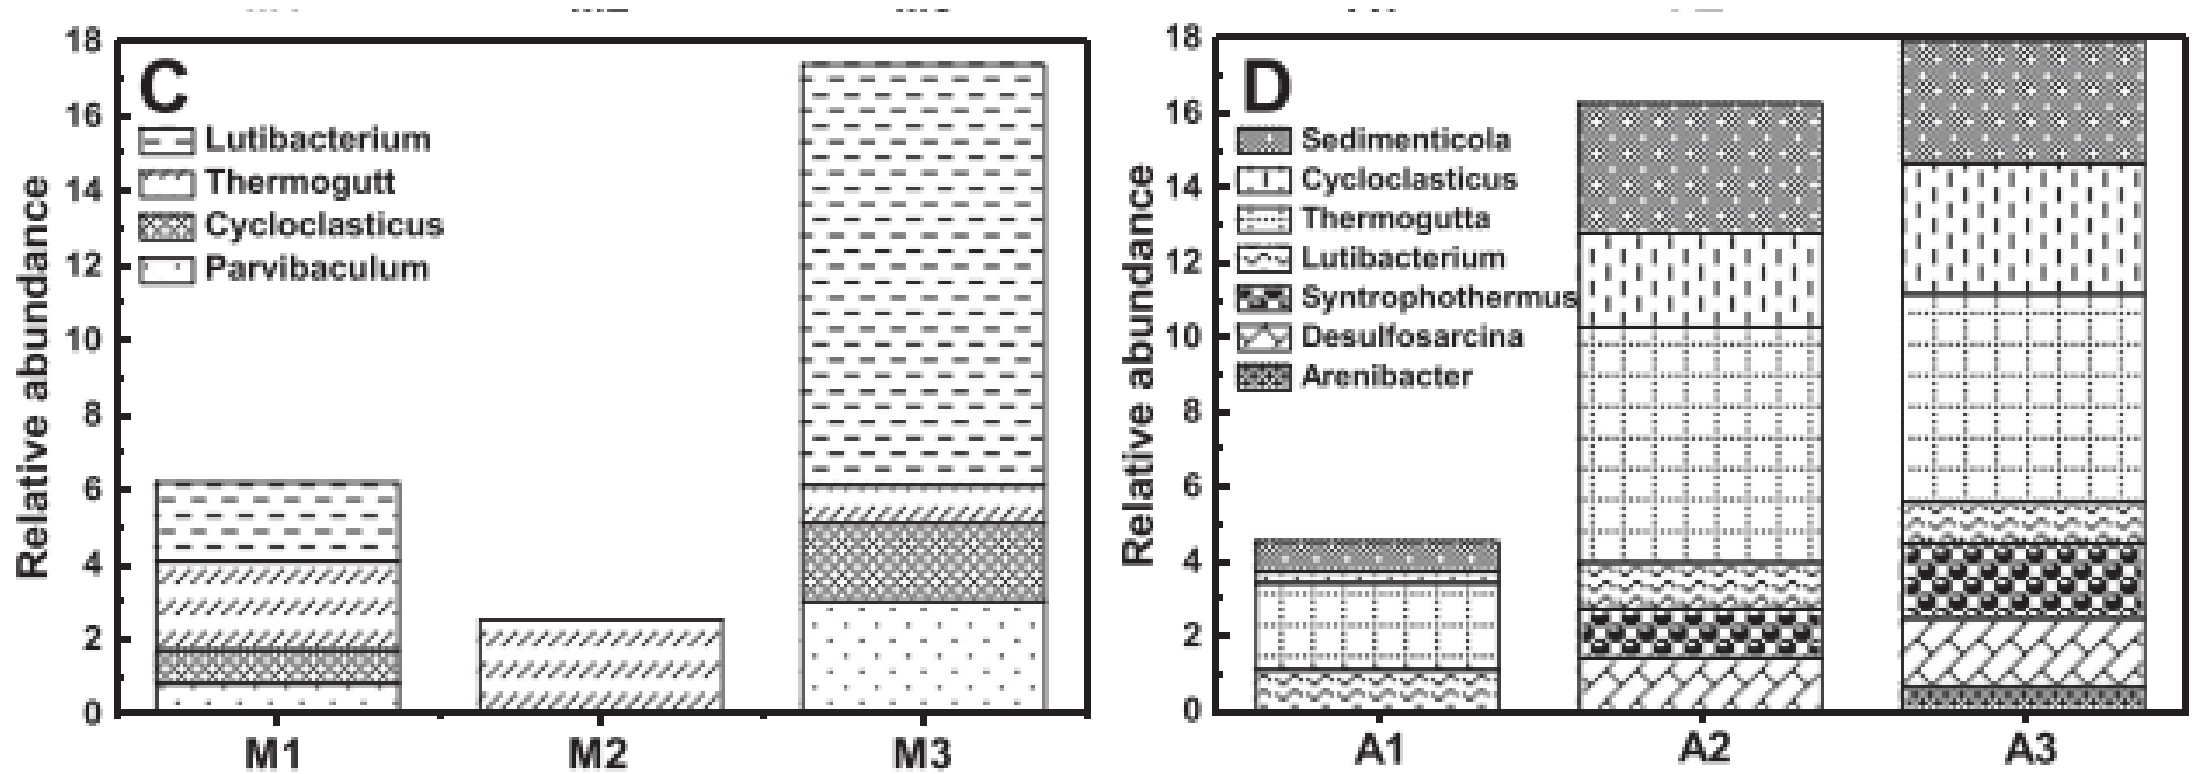 C
Relative abundance
18
16
14
12
10
8
6
4
2
0
Lutibacterium
Thermogutt
Cycloclasticus
Parvibaculum
M1 M2 M3
D
Relative abundance
18
16
14
12
10
8
6
4
2
0
Sedimenticola
Cycloclasticus
Thermogutta
Lutibacterium
Syntrophothermus
Desulfosarcina
Arenibacter
A1 A2 A3